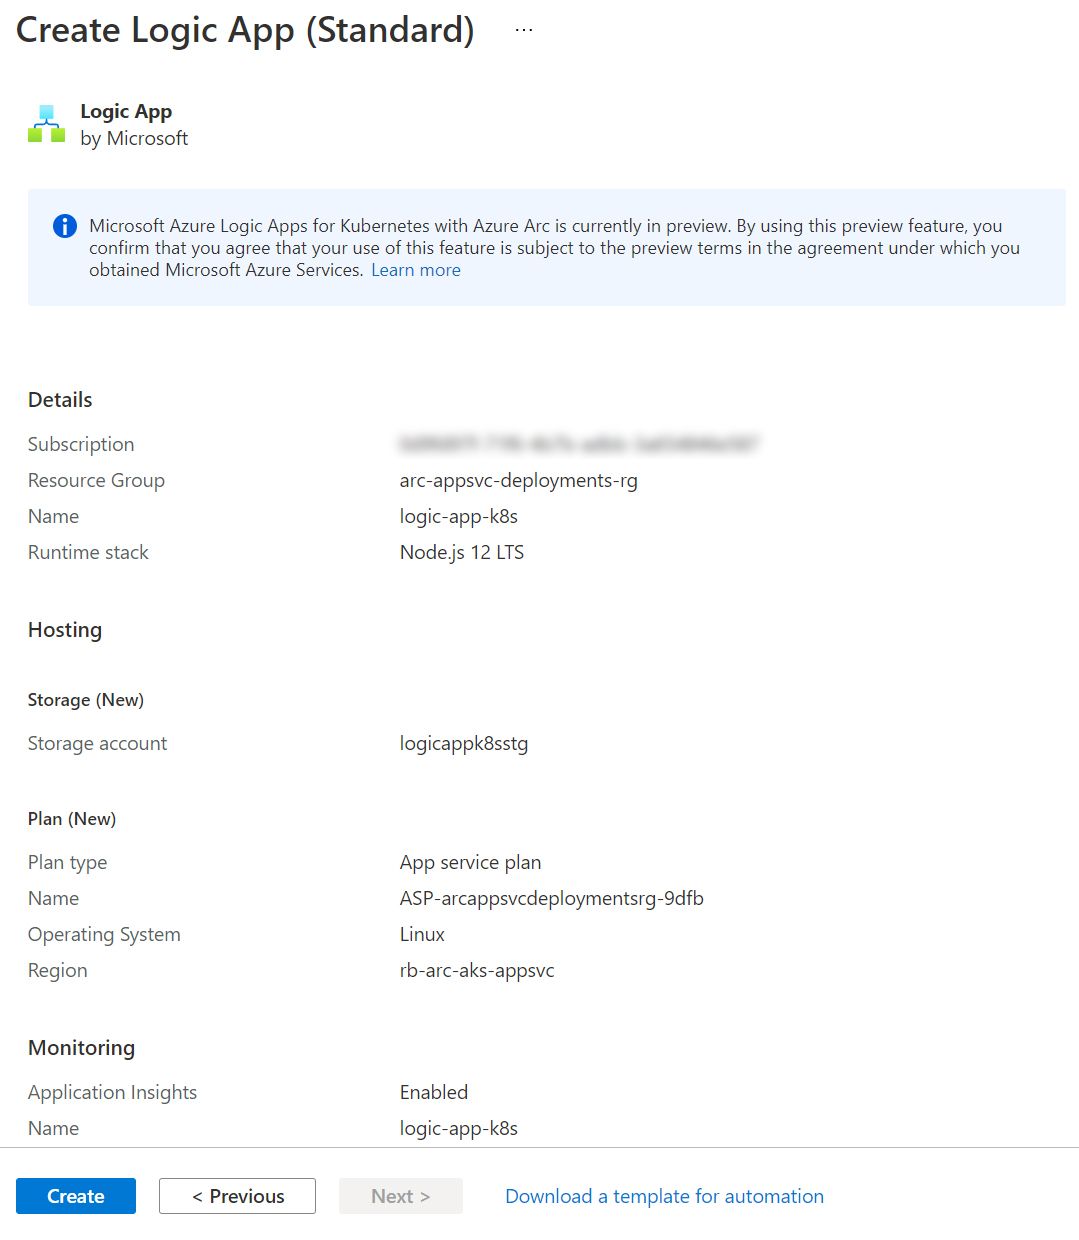 Create Logic App (Standard) ...
Logic App
by Microsoft
Microsoft Azure Logic Apps for Kubernetes with Azure Arc is currently in preview. By using this preview feature, you
confirm that you agree that your use of this feature is subject to the preview terms in the agreement under which you
obtained Microsoft Azure Services. Learn more
Details
Subscription
Resource Group arc-appsvc-deployments-rg
Name logic-app-k8s
Runtime stack Node.js 12 LTS
Hosting
Storage (New)
Storage account logicappk8sstg
Plan (New)
Plan type App service plan
Name ASP-arcappsvcdeploymentsrg-9dfb
Operating System Linux
Region rb-arc-aks-appsvc
Monitoring
Application Insights Enabled
Name logic-app-k8s
Create < Previous Next > Download a template for automation